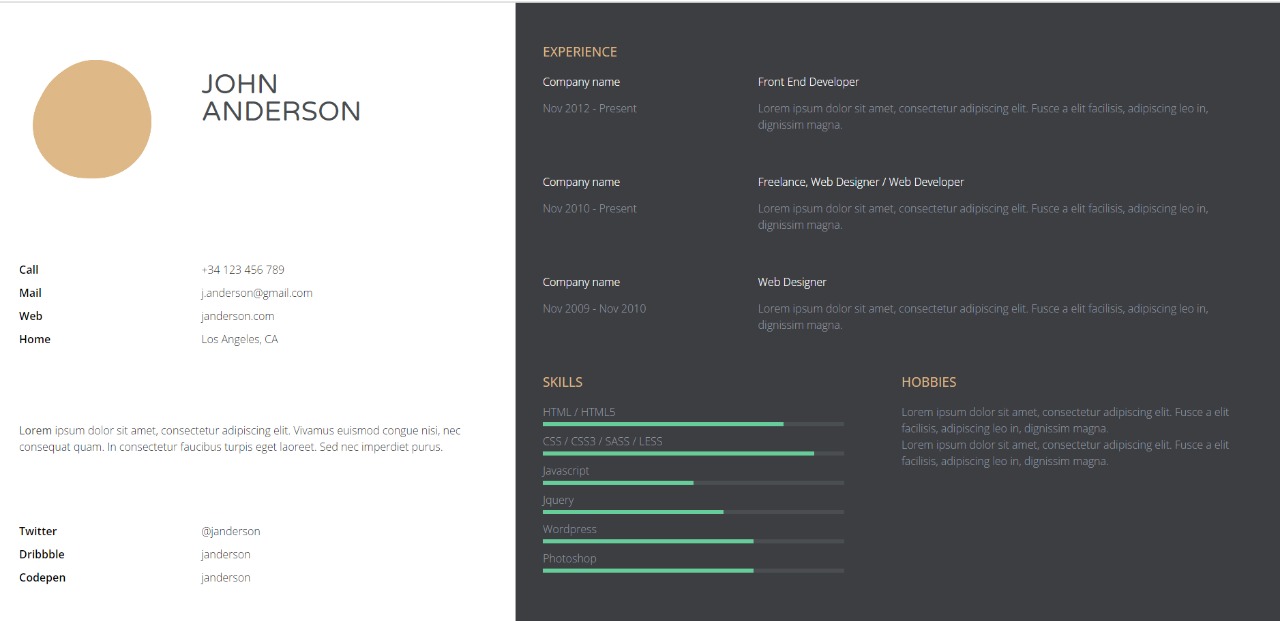 JOHN
ANDERSON
Call +34 123 456 789
Mail j.anderson@gmail.com
Web janderson.com
Home Los Angeles, CA
Lorem ipsum dolor sit amet, consectetur adipiscing elit. Vivamus euismod congue nisi, nec
consequat quam. In consectetur faucibus turpis eget laoreet. Sed nec imperdiet purus.
Twitter @janderson
Dribbble janderson
Codepen janderson
EXPERIENCE
Company name Front End Developer
Nov 2012 - Present Lorem ipsum dolor sit amet, consectetur adipiscing elit. Fusce a elit facilisis, adipiscing leo in,
dignissim magna.
Company name Freelance, Web Designer / Web Developer
Nov 2010 - Present Lorem ipsum dolor sit amet, consectetur adipiscing elit. Fusce a elit facilisis, adipiscing leo in,
dignissim magna.
Company name Web Designer
Nov 2009 - Nov 2010 Lorem ipsum dolor sit amet, consectetur adipiscing elit. Fusce a elit facilisis, adipiscing leo in,
dignissim magna.
SKILLS
HTML / HTML5
CSS / CSS3 / SASS / LESS
Javascript
Jquery
Wordpress
Photoshop
HOBBIES
Lorem ipsum dolor sit amet, consectetur adipiscing elit. Fusce a elit
facilisis, adipiscing leo in, dignissim magna.
Lorem ipsum dolor sit amet, consectetur adipiscing elit. Fusce a elit
facilisis, adipiscing leo in, dignissim magna.